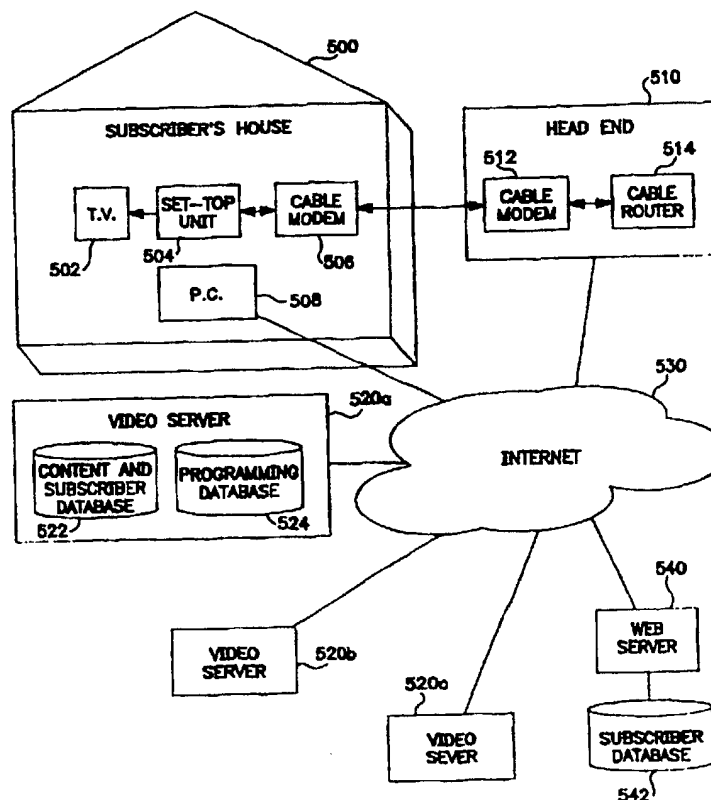 500
510
SUBSCRIBER'S HOUSE
HEAD END
512
514
T.V.
SET-TOP
UNIT
CABLE
MODEM
CABLE
MODEM
CABLE
ROUTER
502
504
506
P.C.
508
530
520a
VIDEO SERVER
CONTENT AND
SUBSCRIBER
DATABASE
PROGRAMMING
DATABASE
INTERNET
522
524
540
WEB
SERVER
VIDEO
SERVER
520b
520c
VIDEO
SEVER
SUBSCRIBER
DATABASE
542